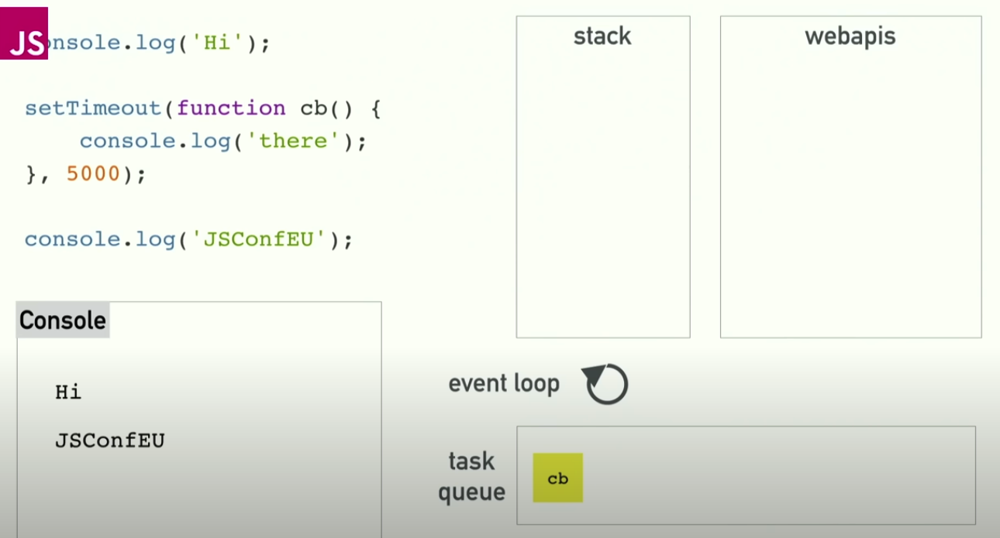 JS
onsole.log('Hi');
setTimeout(function cb() {
console.log('there');
}, 5000);
console.log('JSConfEU');
Console
Hi
JSConfEU
stack
webapis
event loop
task
queue
cb